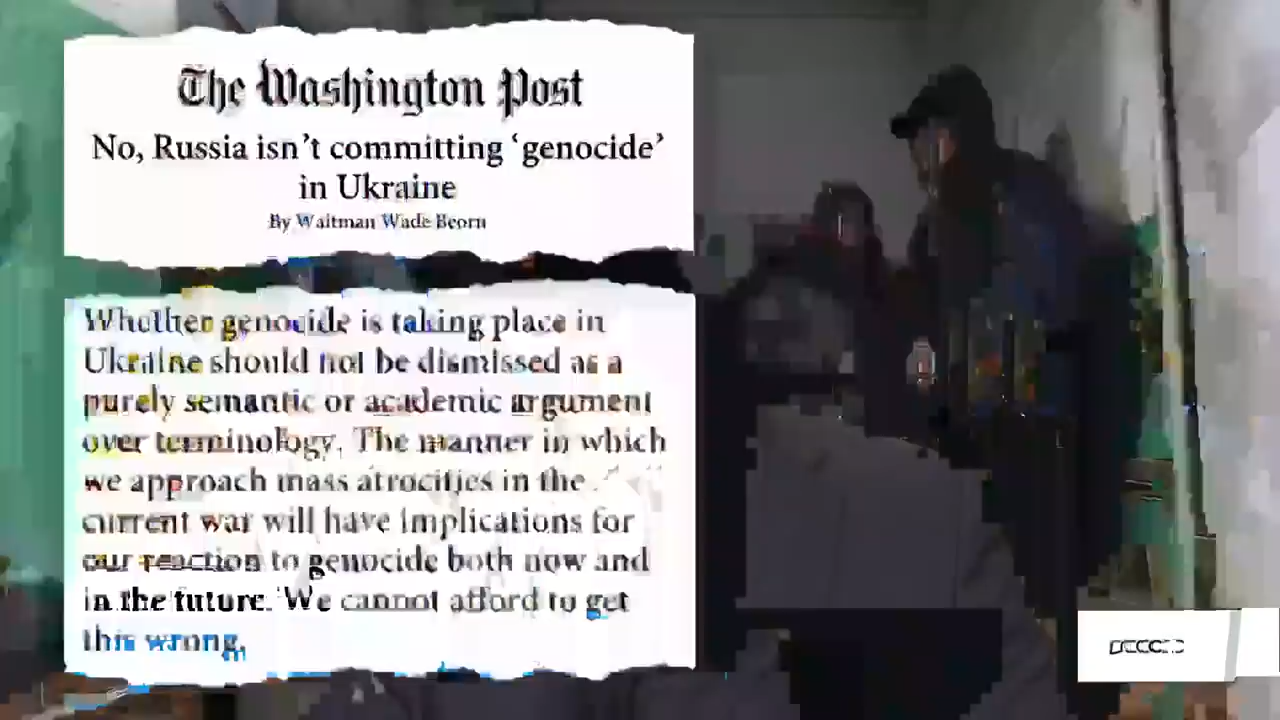 The Washington Post
No, Russia isn't committing 'genocide'
in Ukraine
By Waitman Wade Beorn
Whether genocide is taking place in
Ukraine should not be dismissed as a
purely semantic or academic argument
over terminology. The manner in which
we approach mass atrocities in the
current war will have implications for
our reaction to genocide both now and
in the future. We cannot afford to get
this wrong.